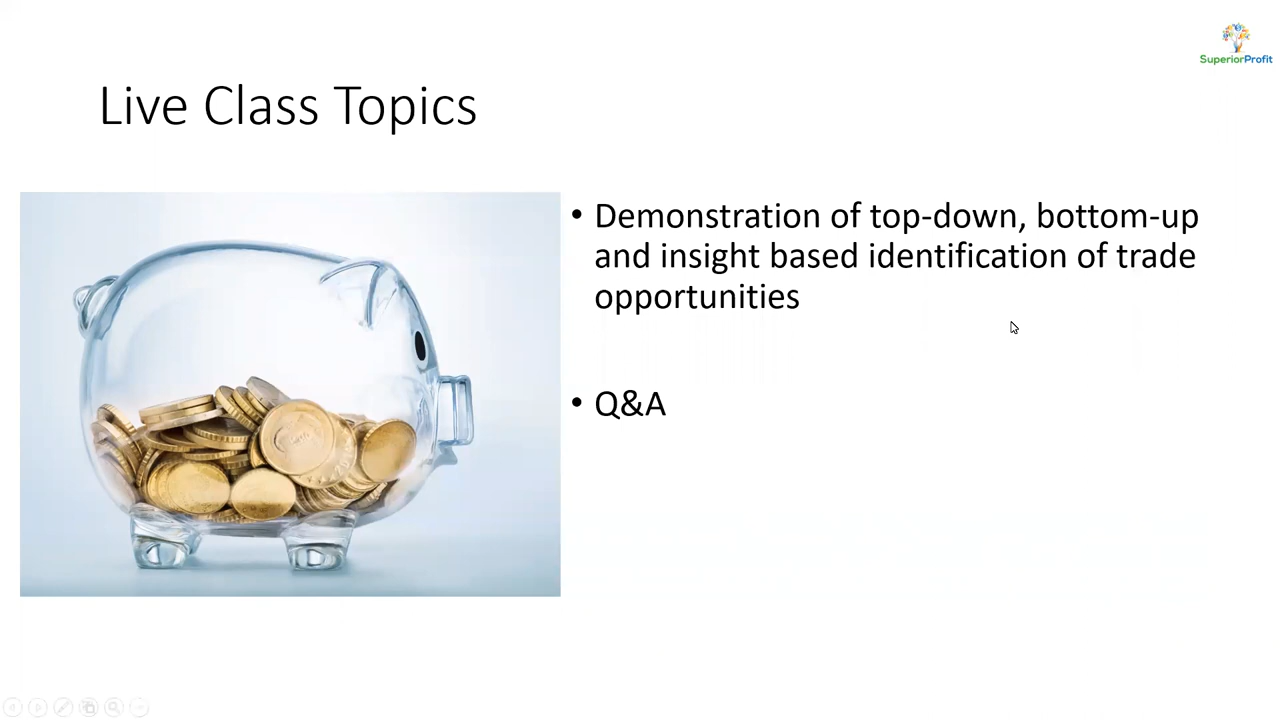 SuperiorProfit
Live Class Topics
• Demonstration of top-down, bottom-up
and insight based identification of trade
opportunities
• Q&A